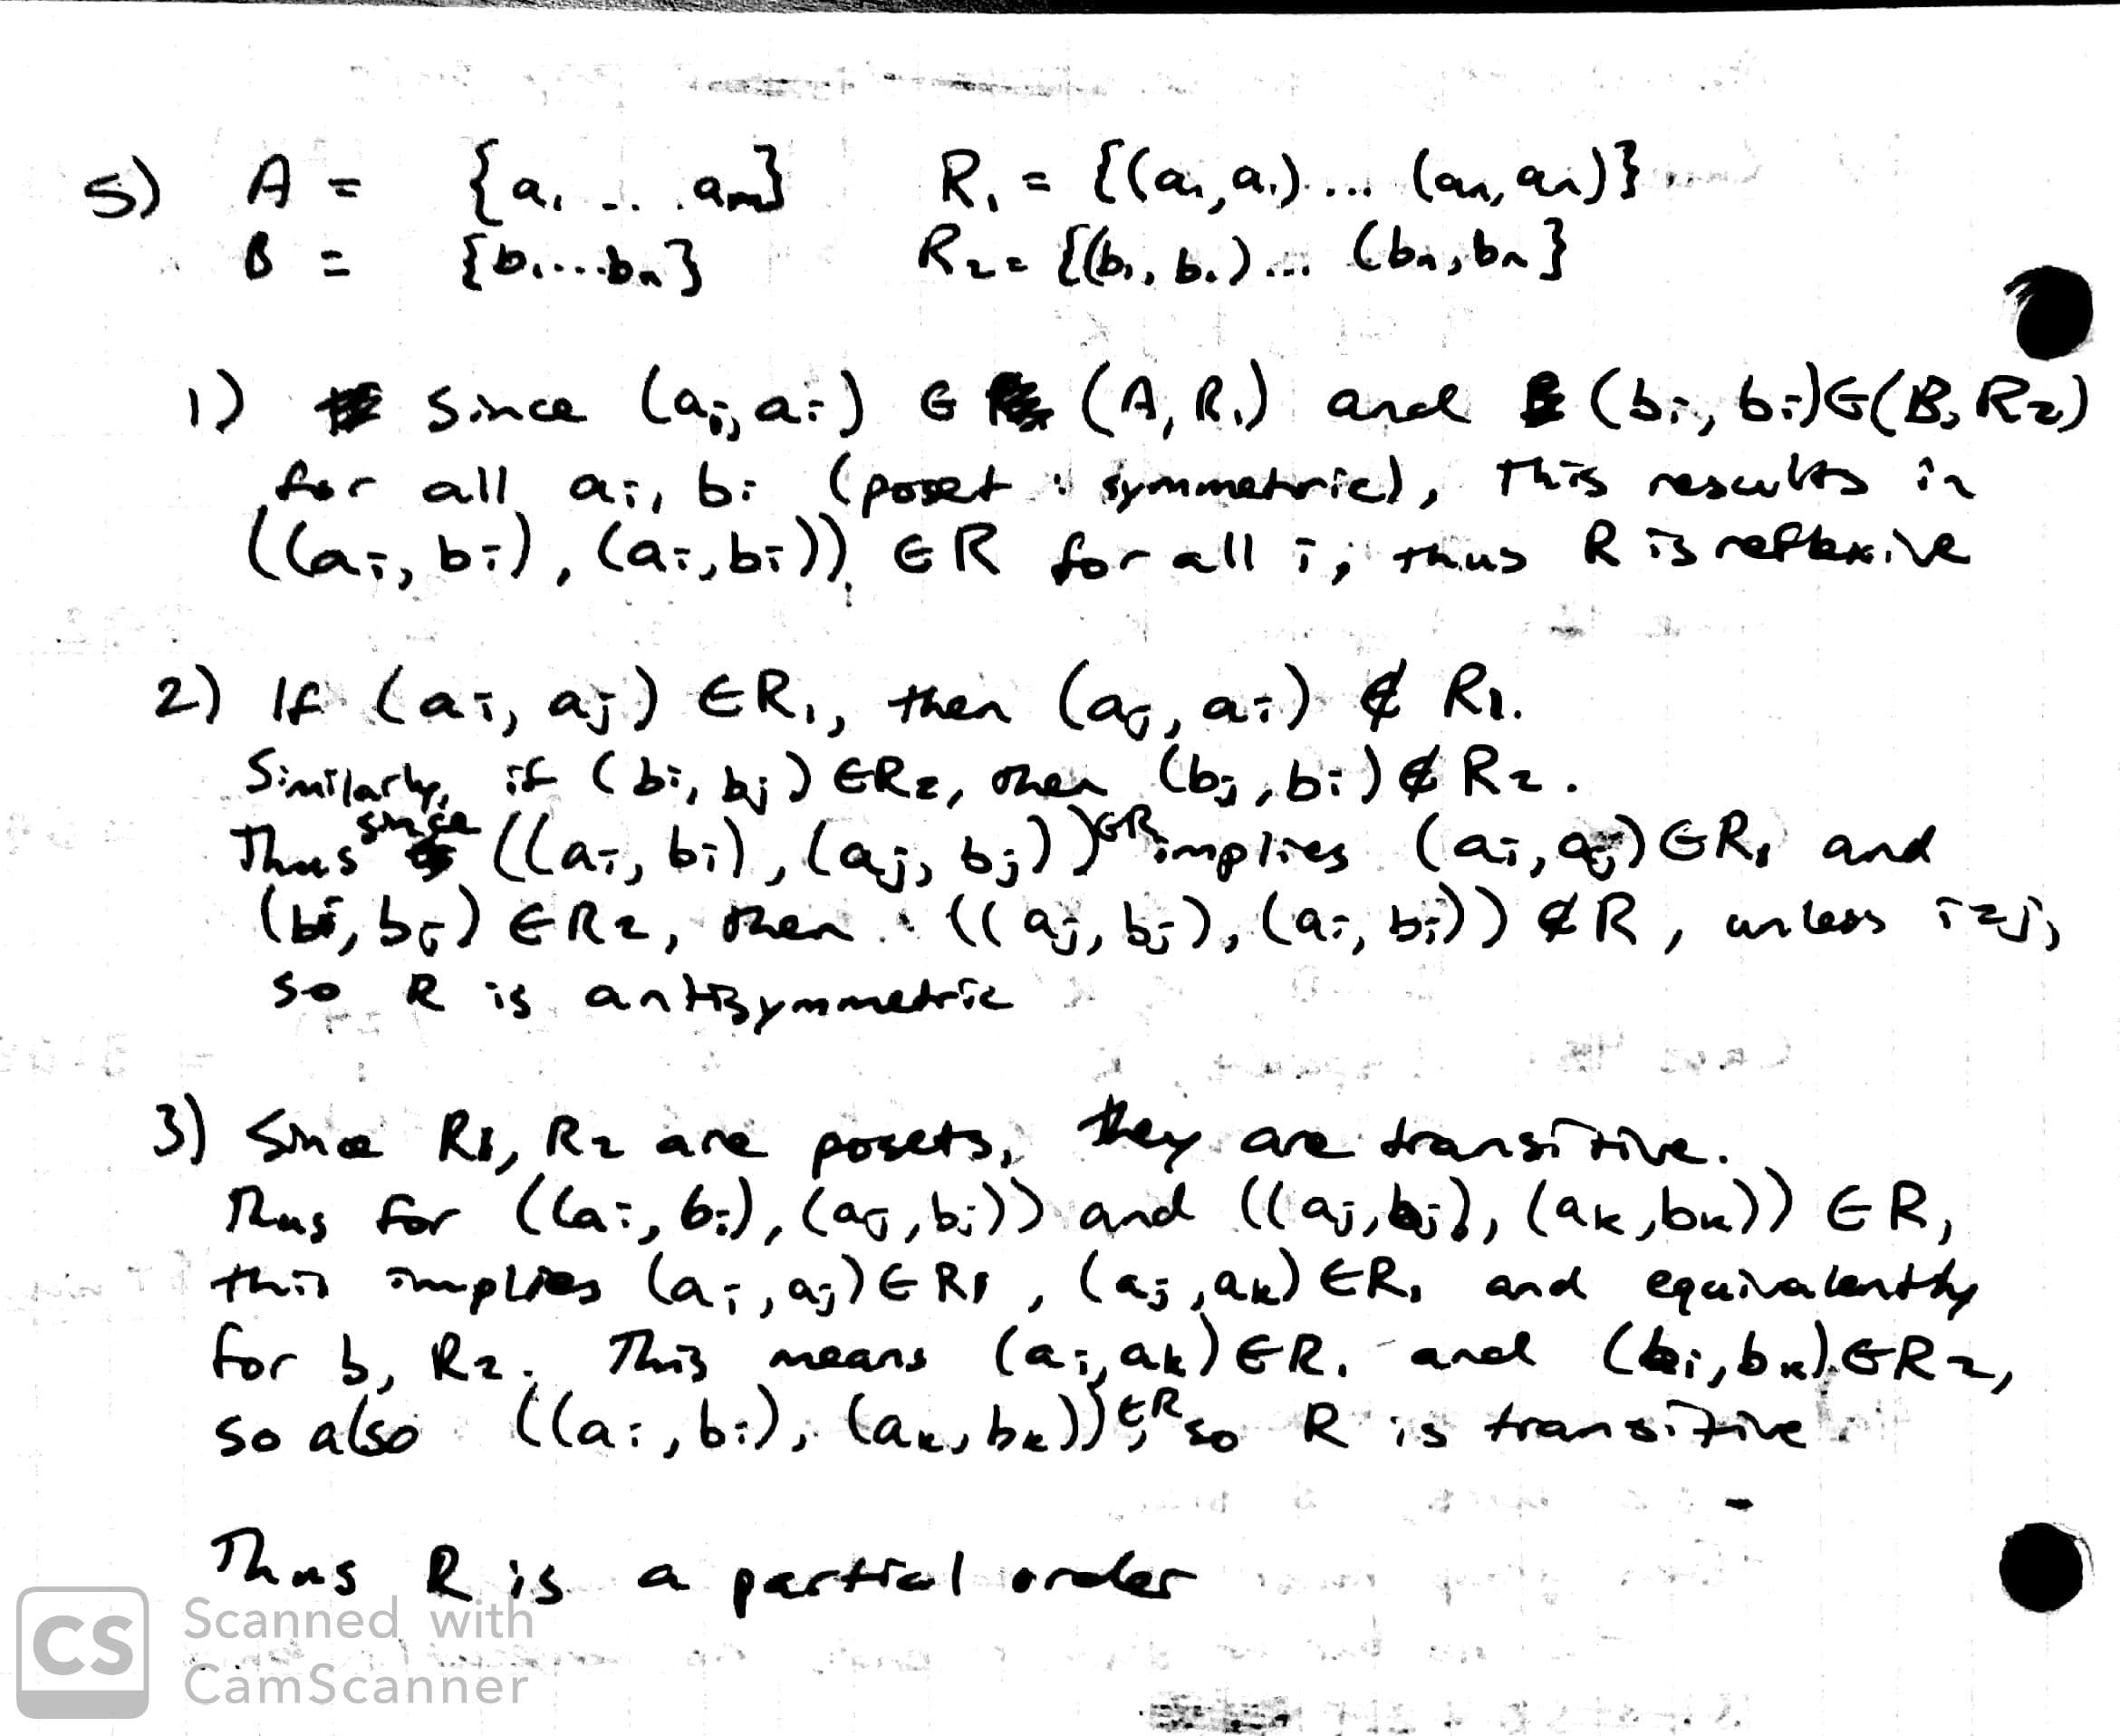 5) A = {a₁ ... aₘ} R₁ = {(a₁,a₁)... (aₙ,aₙ)}
B = {b₁...bₙ} R₂= {(b₁,b₁)... (bₙ,bₙ}
1) since (aᵢ,aᵢ) ∈ (A,R₁) and (bᵢ,bᵢ)∈(B,R₂)
for all aᵢ, bᵢ (poset : symmetric), this results in
((aᵢ,bᵢ), (aᵢ,bᵢ)) ∈R for all i, thus R is reflexive
2) If (aᵢ, aⱼ) ∈R₁, then (aⱼ, aᵢ) ∉ R₁.
Similarly, if (bᵢ, bⱼ) ∈R₂, then (bⱼ,bᵢ)∉R₂.
Thus since ((aᵢ,bᵢ),(aⱼ,bⱼ))∈R implies (aᵢ,aⱼ)∈R₁ and
(bᵢ,bⱼ) ∈R₂, then ((aⱼ,bⱼ),(aᵢ,bᵢ)) ∉R, unless i=j,
so R is antisymmetric
3) Since R₁, R₂ are posets, they are transitive.
Thus for ((aᵢ,bᵢ),(aⱼ,bⱼ)) and ((aⱼ,bⱼ),(aₖ,bₖ)) ∈R,
this implies (aᵢ,aⱼ)∈R₁, (aⱼ,aₖ)∈R₁ and equivalently
for b, R₂. This means (aᵢ,aₖ)∈R₁ and (bᵢ,bₖ)∈R₂,
so also ((aᵢ,bᵢ),(aₖ,bₖ))∈R, so R is transitive.
Thus R is a partial order
CS Scanned with
CamScanner